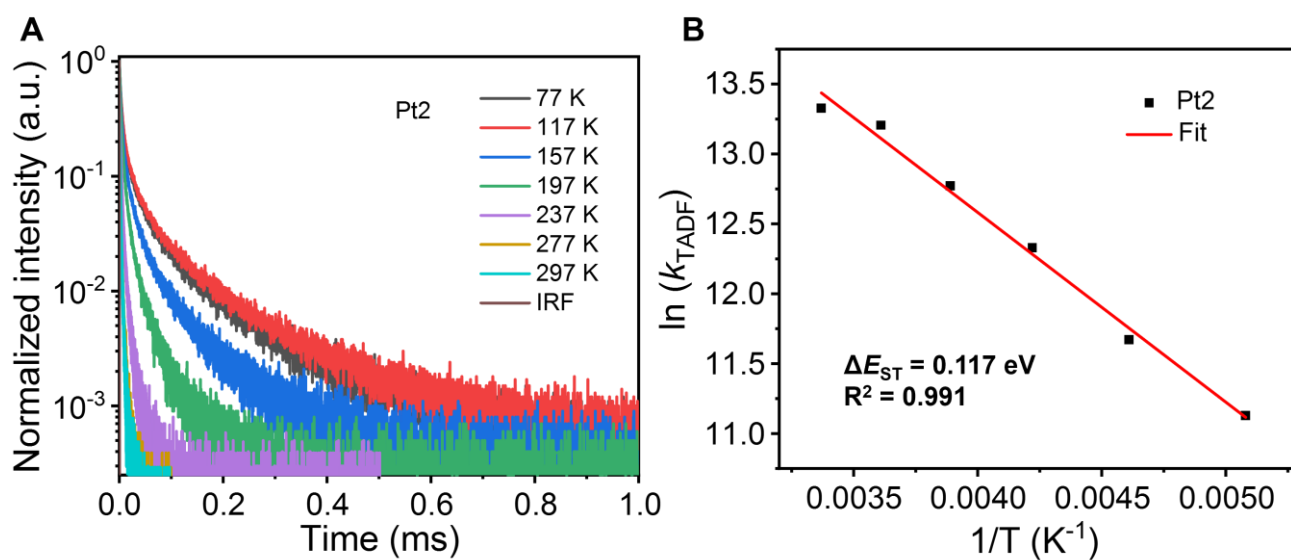 A
Normalized intensity (a.u.)
10⁰
10⁻¹
10⁻²
10⁻³
Pt2
77 K
117 K
157 K
197 K
237 K
277 K
297 K
IRF
0.0 0.2 0.4 0.6 0.8 1.0
Time (ms)
B
ln (k_TADF)
13.5
13.0
12.5
12.0
11.5
11.0
Pt2
Fit
ΔE_ST = 0.117 eV
R² = 0.991
0.0035 0.0040 0.0045 0.0050
1/T (K⁻¹)